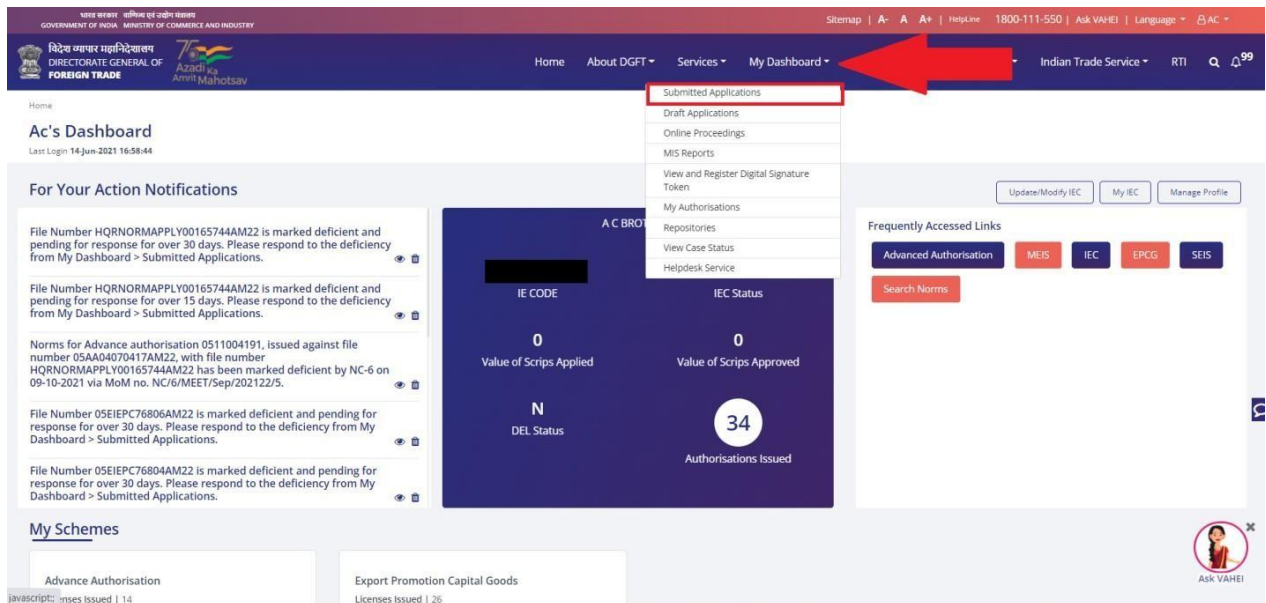 भारत सरकार वाणिज्य एवं उद्योग मंत्रालय
GOVERNMENT OF INDIA MINISTRY OF COMMERCE AND INDUSTRY
Sitemap | A- A A+ | HelpLine 1800-111-550 | Ask VAHEI | Language AC
विदेश व्यापार महानिदेशालय
DIRECTORATE GENERAL OF
FOREIGN TRADE
75
Azadi Ka
Amrit Mahotsav
Home About DGFT Services My Dashboard Indian Trade Service RTI 99
Submitted Applications
Draft Applications
Online Proceedings
MIS Reports
View and Register Digital Signature
Token
My Authorisations
Repositories
View Case Status
Helpdesk Service
Home
Ac's Dashboard
Last Login 14-Jun-2021 16:58:44
For Your Action Notifications
Update/Modify IEC My IEC Manage Profile
File Number HQRNORMAPPLY00165744AM22 is marked deficient and
pending for response for over 30 days. Please respond to the deficiency
from My Dashboard > Submitted Applications.
File Number HQRNORMAPPLY00165744AM22 is marked deficient and
pending for response for over 15 days. Please respond to the deficiency
from My Dashboard > Submitted Applications.
Norms for Advance authorisation 0511004191, issued against file
number 05AA04070417AM22, with file number
HQRNORMAPPLY00165744AM22 has been marked deficient by NC-6 on
09-10-2021 via MoM no. NC/6/MEET/Sep/202122/5.
File Number 05EIEPC76806AM22 is marked deficient and pending for
response for over 30 days. Please respond to the deficiency from My
Dashboard > Submitted Applications.
File Number 05EIEPC76804AM22 is marked deficient and pending for
response for over 30 days. Please respond to the deficiency from My
Dashboard > Submitted Applications.
A C BROT
IE CODE
IEC Status
0
Value of Scrips Applied
0
Value of Scrips Approved
N
DEL Status
34
Authorisations Issued
Frequently Accessed Links
Advanced Authorisation MEIS IEC EPCG SEIS
Search Norms
My Schemes
Advance Authorisation
enses Issued | 14
Export Promotion Capital Goods
Licenses Issued | 26
Ask VAHEI
javascript:;